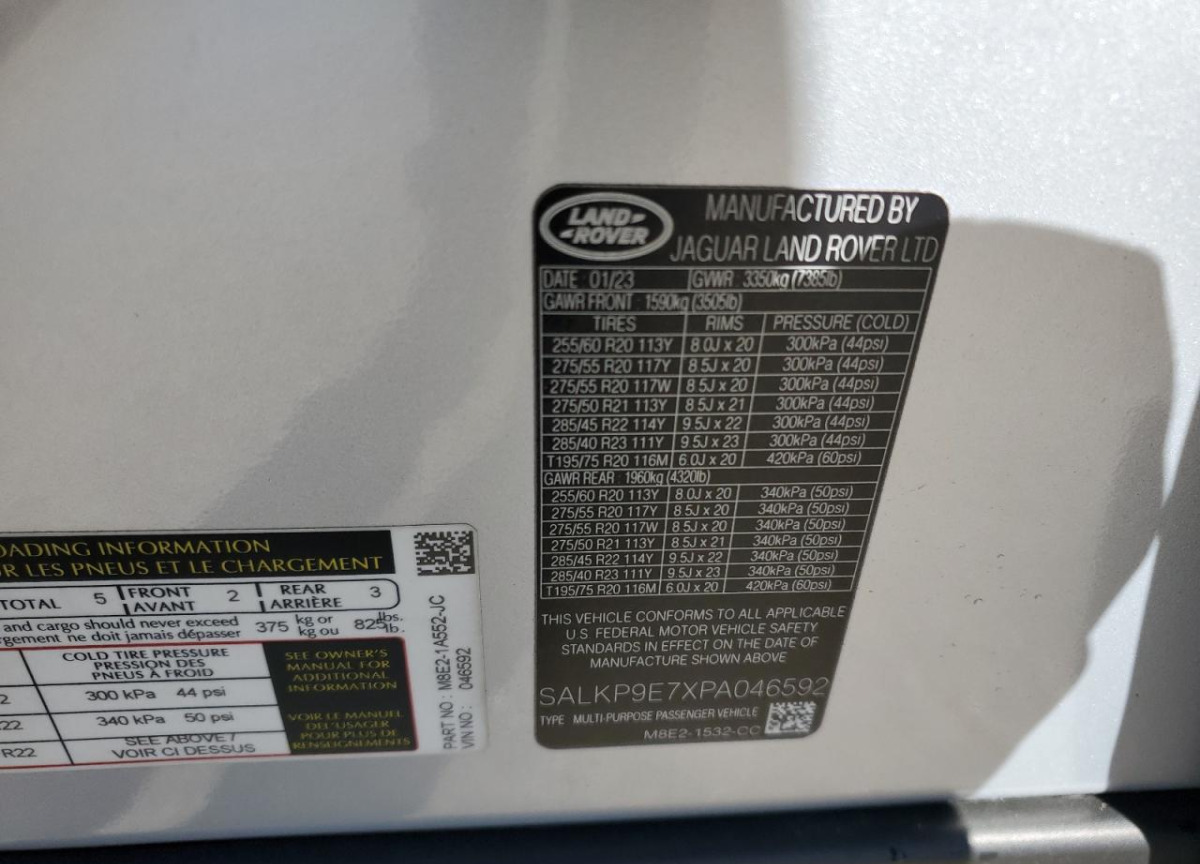 LAND-
-ROVER
MANUFACTURED BY
JAGUAR LAND ROVER LTD
DATE 01/23 GVWR 3350kg (7385lb)
GAWR FRONT 1590kg (3505lb)
TIRES RIMS PRESSURE (COLD)
255/60 R20 113Y 8.0J x 20 300kPa (44psi)
275/55 R20 117Y 8.5J x 20 300kPa (44psi)
275/55 R20 117W 8.5J x 20 300kPa (44psi)
275/50 R21 113Y 8.5J x 21 300kPa (44psi)
285/45 R22 114Y 9.5J x 22 300kPa (44psi)
285/40 R23 111Y 9.5J x 23 300kPa (44psi)
T195/75 R20 116M 6.0J x 20 420kPa (60psi)
GAWR REAR 1960kg (4320lb)
255/60 R20 113Y 8.0J x 20 340kPa (50psi)
275/55 R20 117Y 8.5J x 20 340kPa (50psi)
275/55 R20 117W 8.5J x 20 340kPa (50psi)
275/50 R21 113Y 8.5J x 21 340kPa (50psi)
285/45 R22 114Y 9.5J x 22 340kPa (50psi)
285/40 R23 111Y 9.5J x 23 340kPa (50psi)
T195/75 R20 116M 6.0J x 20 420kPa (60psi)
THIS VEHICLE CONFORMS TO ALL APPLICABLE
U.S. FEDERAL MOTOR VEHICLE SAFETY
STANDARDS IN EFFECT ON THE DATE OF
MANUFACTURE SHOWN ABOVE
SALKP9E7XPA046592
TYPE MULTI-PURPOSE PASSENGER VEHICLE
M8E2-1532-CC
OADING INFORMATION
UR LES PNEUS ET LE CHARGEMENT
TOTAL 5 FRONT 2 REAR 3
AVANT ARRIÈRE
and cargo should never exceed 375 kg or 825 lbs.
rgement ne doit jamais dépasser kg ou lb.
COLD TIRE PRESSURE
PRESSION DES
PNEUS A FROID
2 300 kPa 44 psi
22 340 kPa 50 psi
R22 SEE ABOVE /
VOIR CI DESSUS
SEE OWNER'S
MANUAL FOR
ADDITIONAL
INFORMATION
VOIR LE MANUEL
DE L'USAGER
POUR PLUS DE
RENSEIGNEMENTS
PART NO : M8E2-1A552-JC
VIN NO : 046592